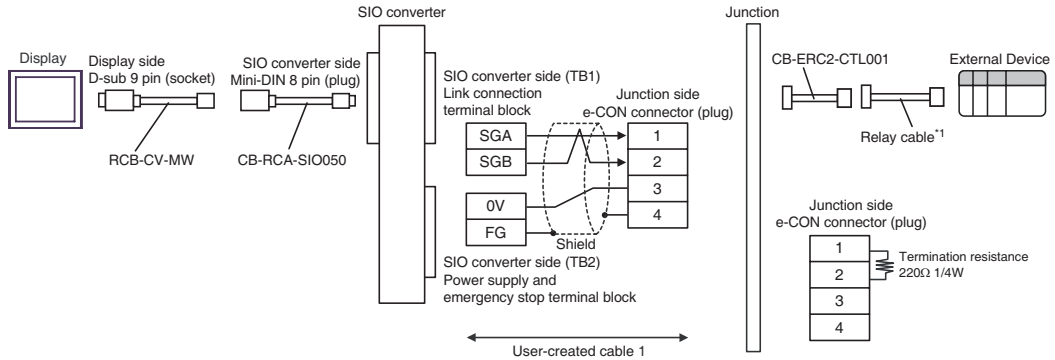 SIO converter
Junction
Display
Display side
D-sub 9 pin (socket)
SIO converter side
Mini-DIN 8 pin (plug)
RCB-CV-MW
CB-RCA-SIO050
SIO converter side (TB1)
Link connection
terminal block
Junction side
e-CON connector (plug)
SGA
SGB
0V
FG
1
2
3
4
Shield
SIO converter side (TB2)
Power supply and
emergency stop terminal block
User-created cable 1
CB-ERC2-CTL001
External Device
Relay cable*1
Junction side
e-CON connector (plug)
1
2
3
4
Termination resistance
220Ω 1/4W